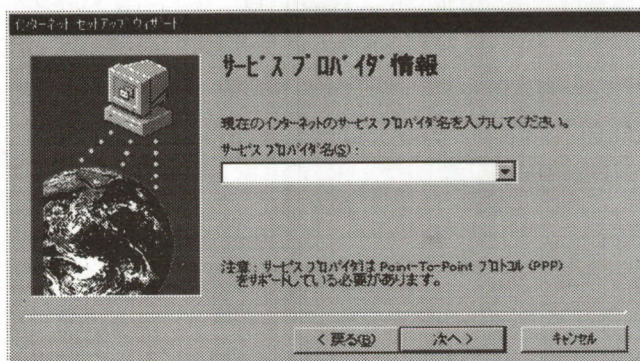 インターネット セットアップ ウィザード
サービス プロバイダ情報
現在のインターネットのサービス プロバイダ名を入力してください。
サービス プロバイダ名(S):
注意: サービス プロバイダは Point-To-Point プロトコル (PPP)
をサポートしている必要があります。
< 戻る(B)
次へ >
キャンセル